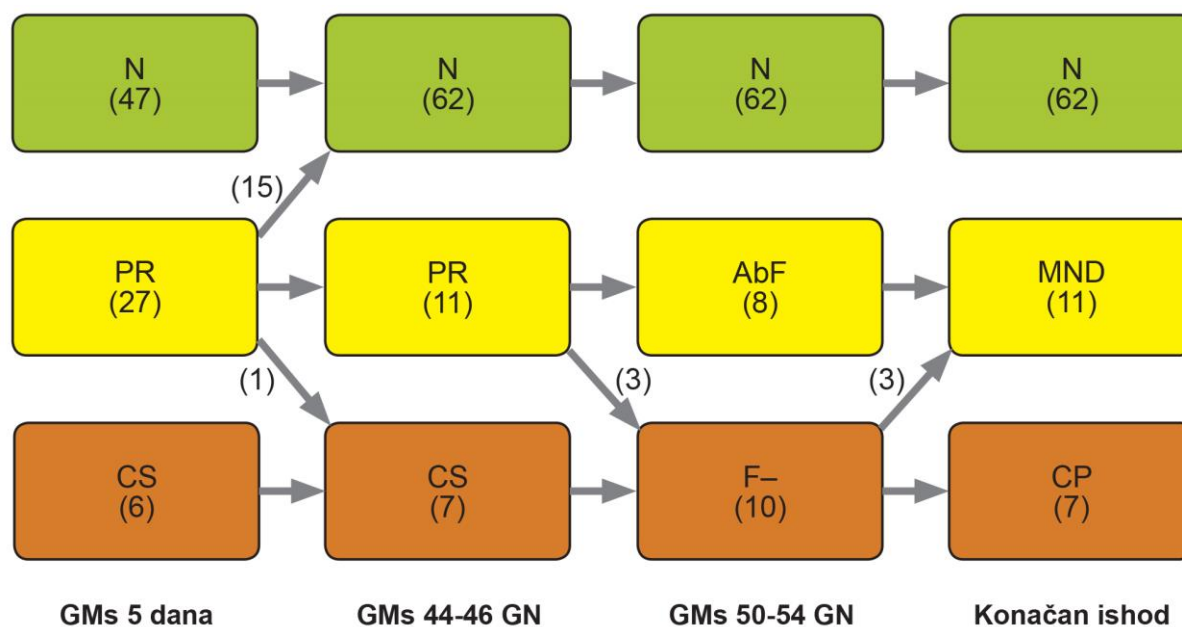 N
(47)
N
(62)
N
(62)
N
(62)
(15)
PR
(27)
PR
(11)
AbF
(8)
MND
(11)
(1)
(3)
(3)
CS
(6)
CS
(7)
F–
(10)
CP
(7)
GMs 5 dana
GMs 44-46 GN
GMs 50-54 GN
Konačan ishod